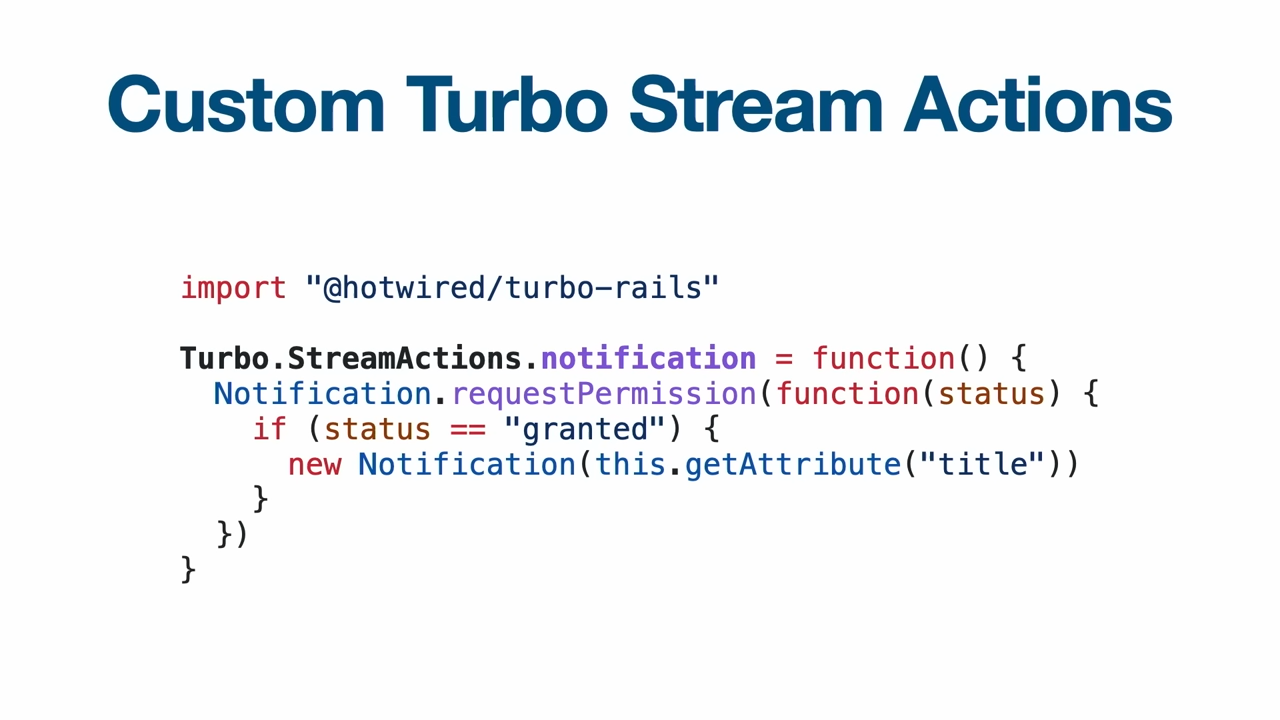 Custom Turbo Stream Actions
import "@hotwired/turbo-rails"
Turbo.StreamActions.notification = function() {
  Notification.requestPermission(function(status) {
    if (status == "granted") {
      new Notification(this.getAttribute("title"))
    }
  })
}